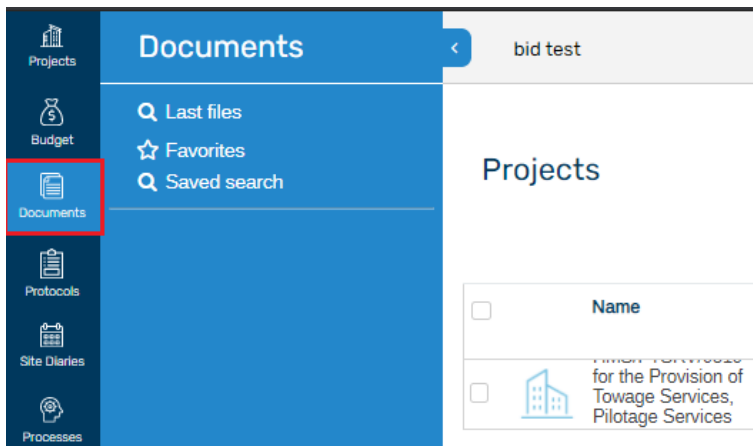 Projects
Budget
Documents
Protocols
Site Diaries
Processes
Documents
Last files
Favorites
Saved search
bid test
Projects
Name
for the Provision of
Towage Services,
Pilotage Services